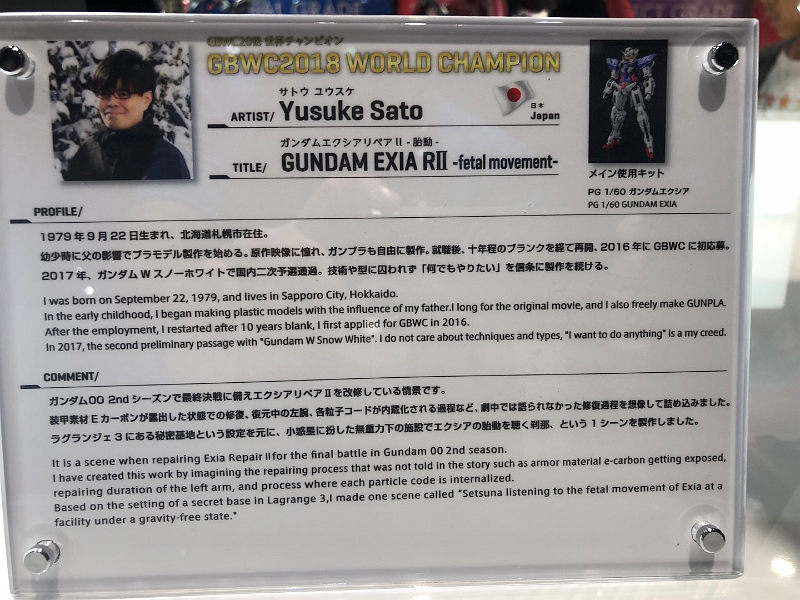 GBWC2018 世界チャンピオン
GBWC2018 WORLD CHAMPION
サトウ ユウスケ
ARTIST/ Yusuke Sato
日本
Japan
ガンダムエクシアリペアII -胎動-
TITLE/ GUNDAM EXIA RII -fetal movement-
メイン使用キット
PG 1/60 ガンダムエクシア
PG 1/60 GUNDAM EXIA
PROFILE/
1979年9月22日生まれ、北海道札幌市在住。
幼少時に父の影響でプラモデル製作を始める。原作映像に憧れ、ガンプラも自由に製作。就職後、十年程のブランクを経て再開、2016年にGBWCに初応募。
2017年、ガンダムWスノーホワイトで国内二次予選通過。技術や型に囚われず「何でもやりたい」を信条に製作を続ける。
I was born on September 22, 1979, and lives in Sapporo City, Hokkaido.
In the early childhood, I began making plastic models with the influence of my father.I long for the original movie, and I also freely make GUNPLA.
After the employment, I restarted after 10 years blank, I first applied for GBWC in 2016.
In 2017, the second preliminary passage with "Gundam W Snow White". I do not care about techniques and types, "I want to do anything" is a my creed.
COMMENT/
ガンダム00 2ndシーズンで最終決戦に備えエクシアリペアIIを改修している情景です。
装甲素材Eカーボンが露出した状態での修復、復元中の左腕、各粒子コードが内蔵化される過程など、劇中では語られなかった修復過程を想像して詰め込みました。
ラグランジェ3にある秘密基地という設定を元に、小惑星に扮した無重力下の施設でエクシアの胎動を聴く刹那、という1シーンを製作しました。
It is a scene when repairing Exia Repair II for the final battle in Gundam 00 2nd season.
I have created this work by imagining the repairing process that was not told in the story such as armor material e-carbon getting exposed,
repairing duration of the left arm, and process where each particle code is internalized.
Based on the setting of a secret base in Lagrange 3,I made one scene called "Setsuna listening to the fetal movement of Exia at a
facility under a gravity-free state."